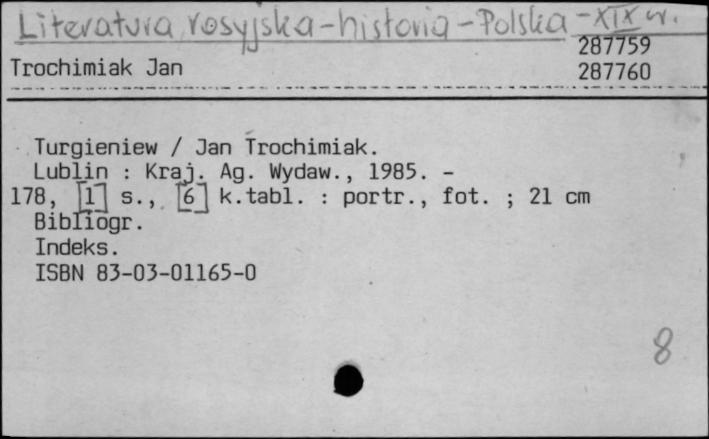 Literatura rosyjska - historia - Polska - XIX w.
287759
Trochimiak Jan 287760
Turgieniew / Jan Trochimiak.
Lublin : Kraj. Ag. Wydaw., 1985. -
178, [1] s., [6] k.tabl. : portr., fot. ; 21 cm
Bibliogr.
Indeks.
ISBN 83-03-01165-0
8